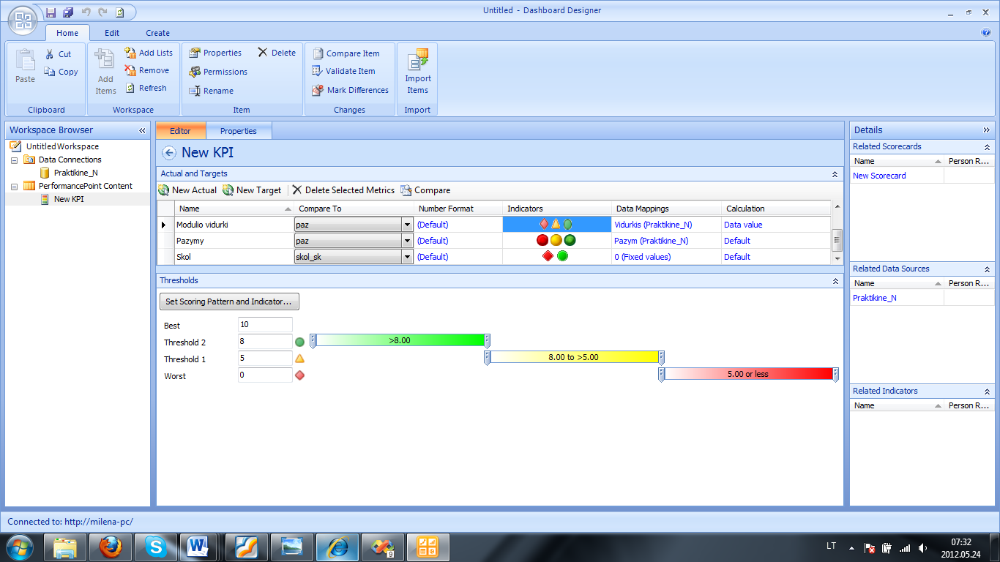 Untitled - Dashboard Designer
Home Edit Create
Paste Cut Copy Clipboard
Add Items Add Lists Remove Refresh Workspace
Properties Delete Permissions Rename Item
Compare Item Validate Item Mark Differences Changes
Import Items Import
Workspace Browser
Untitled Workspace
Data Connections
Praktikine_N
PerformancePoint Content
New KPI
Editor Properties
New KPI
Actual and Targets
New Actual New Target Delete Selected Metrics Compare
Name Compare To Number Format Indicators Data Mappings Calculation
Modulio vidurki paz (Default) Vidurkis (Praktikine_N) Data value
Pazymy paz (Default) Pazym (Praktikine_N) Default
Skol skol_sk (Default) 0 (Fixed values) Default
Thresholds
Set Scoring Pattern and Indicator...
Best 10
Threshold 2 8 >8.00
Threshold 1 5 8.00 to >5.00
Worst 0 5.00 or less
Details
Related Scorecards
Name Person R...
New Scorecard
Related Data Sources
Name Person R...
Praktikine_N
Related Indicators
Name Person R...
Connected to: http://milena-pc/
9
LT
07:32
2012.05.24